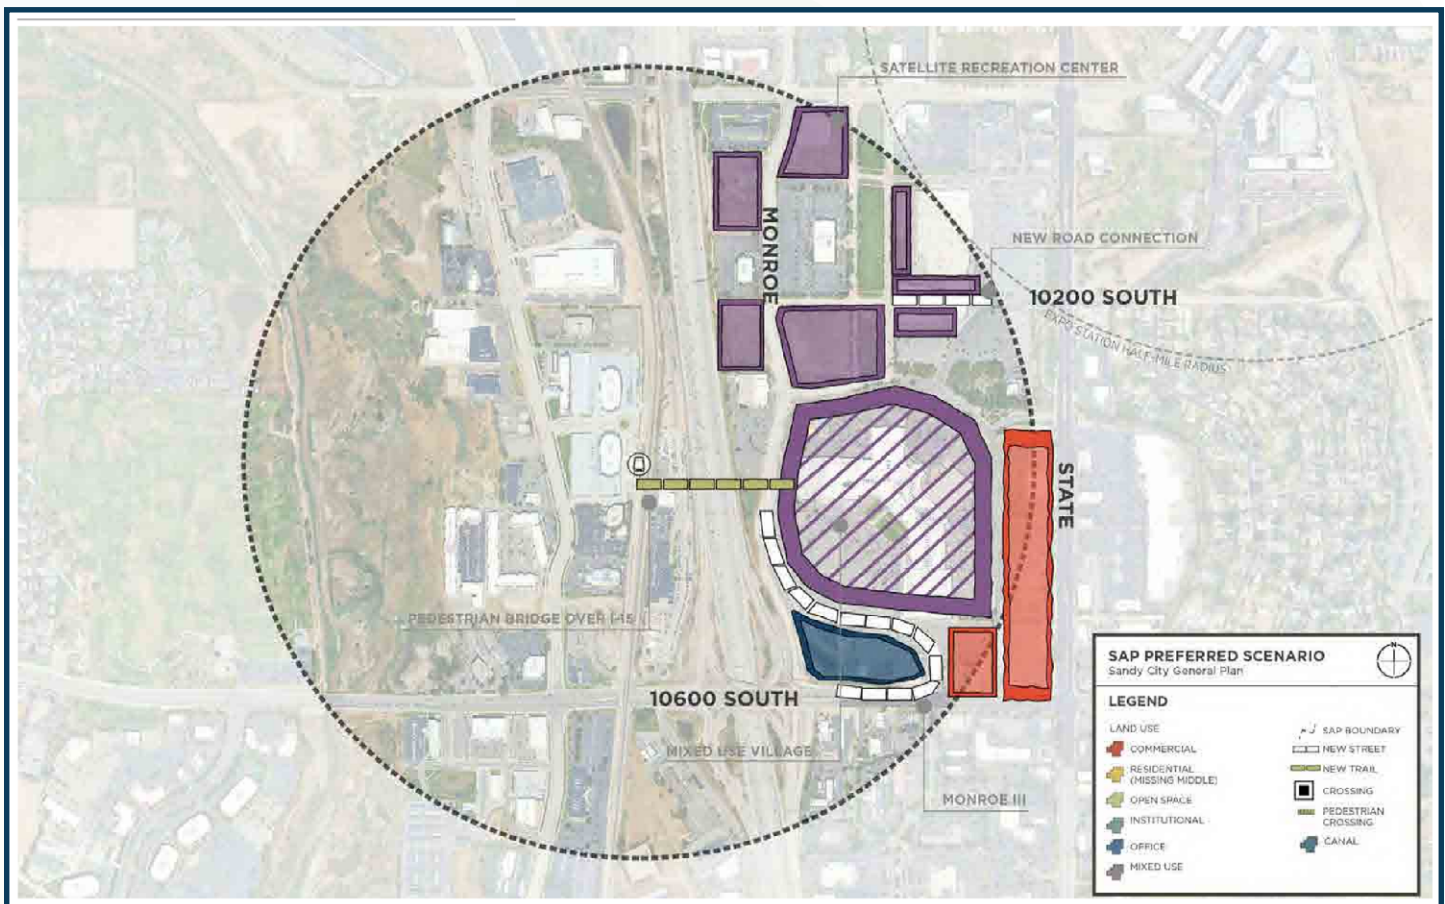 SATELLITE RECREATION CENTER
MONROE
NEW ROAD CONNECTION
10200 SOUTH
EXPO STATION HALF-MILE RADIUS
STATE
PEDESTRIAN BRIDGE OVER I-15
10600 SOUTH
MIXED USE VILLAGE
MONROE III
SAP PREFERRED SCENARIO
Sandy City General Plan
N
LEGEND
LAND USE
COMMERCIAL
RESIDENTIAL
(MISSING MIDDLE)
OPEN SPACE
INSTITUTIONAL
OFFICE
MIXED USE
SAP BOUNDARY
NEW STREET
NEW TRAIL
CROSSING
PEDESTRIAN
CROSSING
CANAL